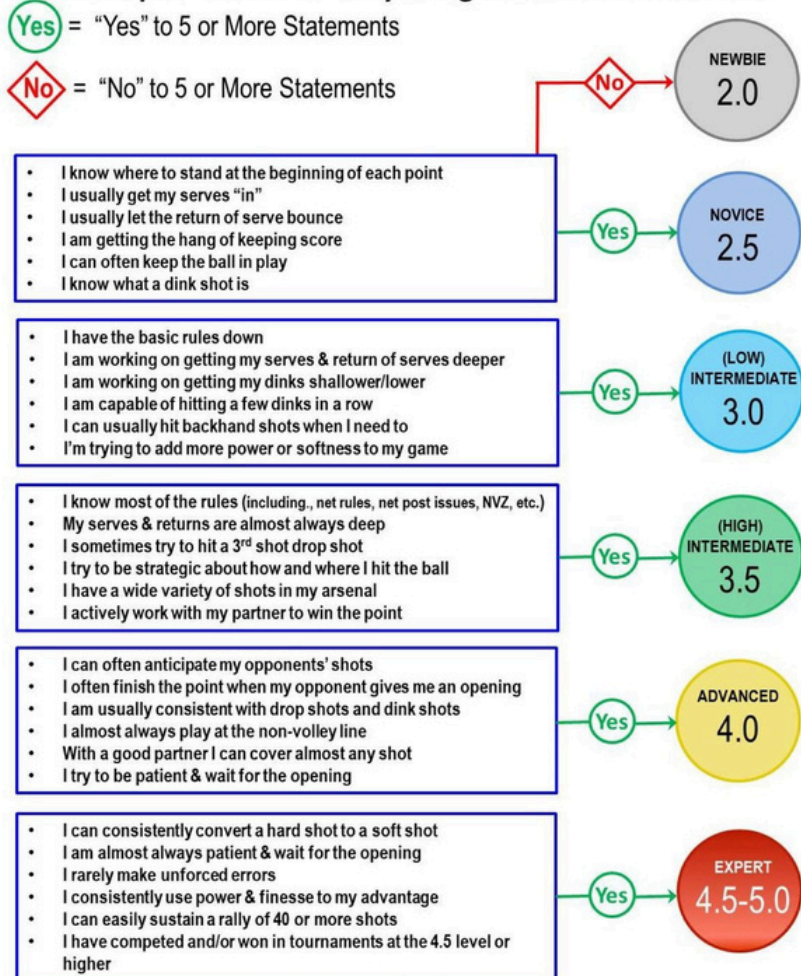 Yes = “Yes” to 5 or More Statements
No = “No” to 5 or More Statements
No
NEWBIE
2.0
• I know where to stand at the beginning of each point
• I usually get my serves “in”
• I usually let the return of serve bounce
• I am getting the hang of keeping score
• I can often keep the ball in play
• I know what a dink shot is
Yes
NOVICE
2.5
• I have the basic rules down
• I am working on getting my serves & return of serves deeper
• I am working on getting my dinks shallower/lower
• I am capable of hitting a few dinks in a row
• I can usually hit backhand shots when I need to
• I’m trying to add more power or softness to my game
Yes
(LOW)
INTERMEDIATE
3.0
• I know most of the rules (including., net rules, net post issues, NVZ, etc.)
• My serves & returns are almost always deep
• I sometimes try to hit a 3rd shot drop shot
• I try to be strategic about how and where I hit the ball
• I have a wide variety of shots in my arsenal
• I actively work with my partner to win the point
Yes
(HIGH)
INTERMEDIATE
3.5
• I can often anticipate my opponents’ shots
• I often finish the point when my opponent gives me an opening
• I am usually consistent with drop shots and dink shots
• I almost always play at the non-volley line
• With a good partner I can cover almost any shot
• I try to be patient & wait for the opening
Yes
ADVANCED
4.0
• I can consistently convert a hard shot to a soft shot
• I am almost always patient & wait for the opening
• I rarely make unforced errors
• I consistently use power & finesse to my advantage
• I can easily sustain a rally of 40 or more shots
• I have competed and/or won in tournaments at the 4.5 level or
higher
Yes
EXPERT
4.5-5.0